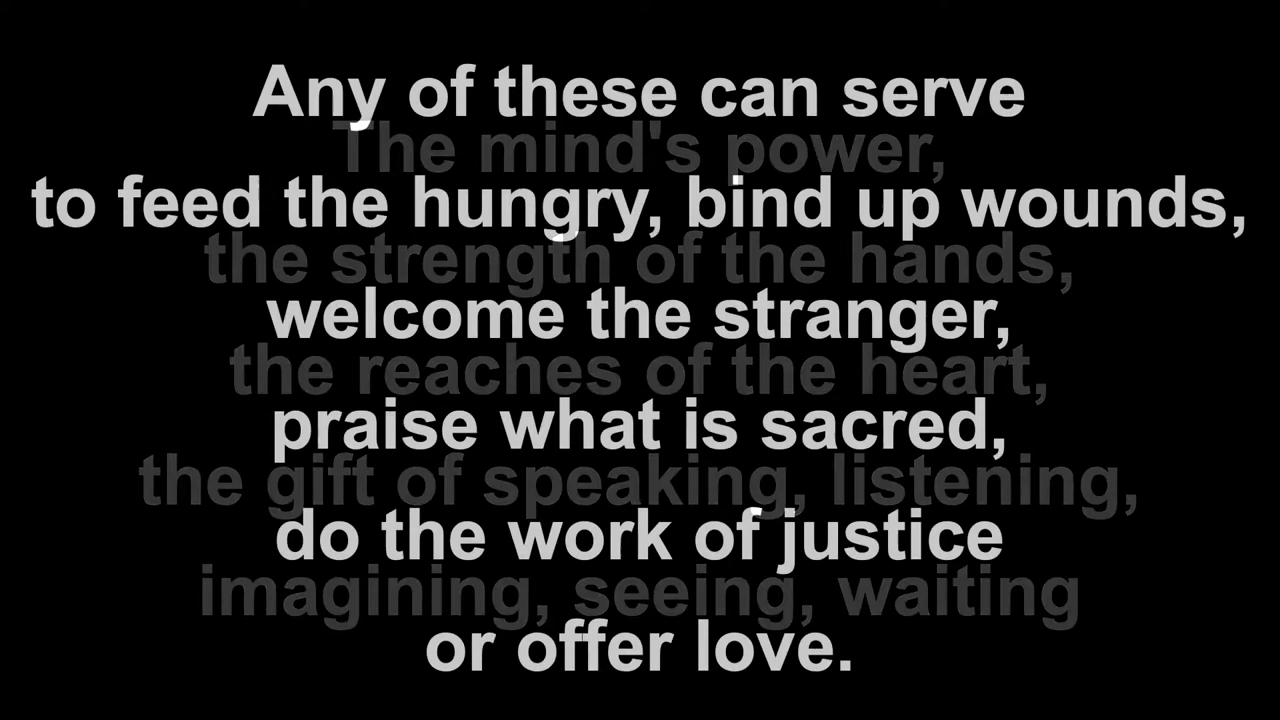 Any of these can serve
The mind's power,
to feed the hungry, bind up wounds,
the strength of the hands,
welcome the stranger,
the reaches of the heart,
praise what is sacred,
the gift of speaking, listening,
do the work of justice
imagining, seeing, waiting
or offer love.